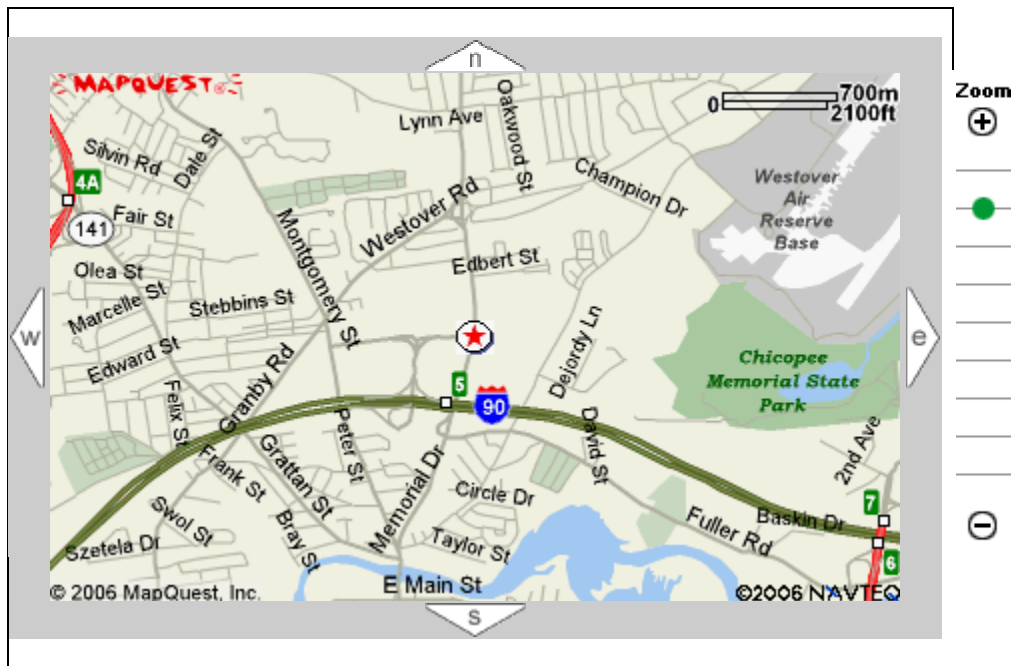 n
MAPQUEST
Zoom
0
700m
2100ft
Lynn Ave
Oakwood St
Silvin Rd
Dale St
4A
Champion Dr
Westover
Air
Reserve
Base
Fair St
141
Westover Rd
Montgomery St
Edbert St
Olea St
Marcelle St
Stebbins St
w
e
Edward St
Dejordy Ln
Chicopee
Memorial State
Park
Granby Rd
5
90
Felix St
Peter St
David St
2nd Ave
Frank St
Grattan St
Memorial Dr
Circle Dr
7
Swol St
Bray St
Fuller Rd
Baskin Dr
Szetela Dr
Taylor St
6
E Main St
© 2006 MapQuest, Inc.
©2006 NAVTEQ
s